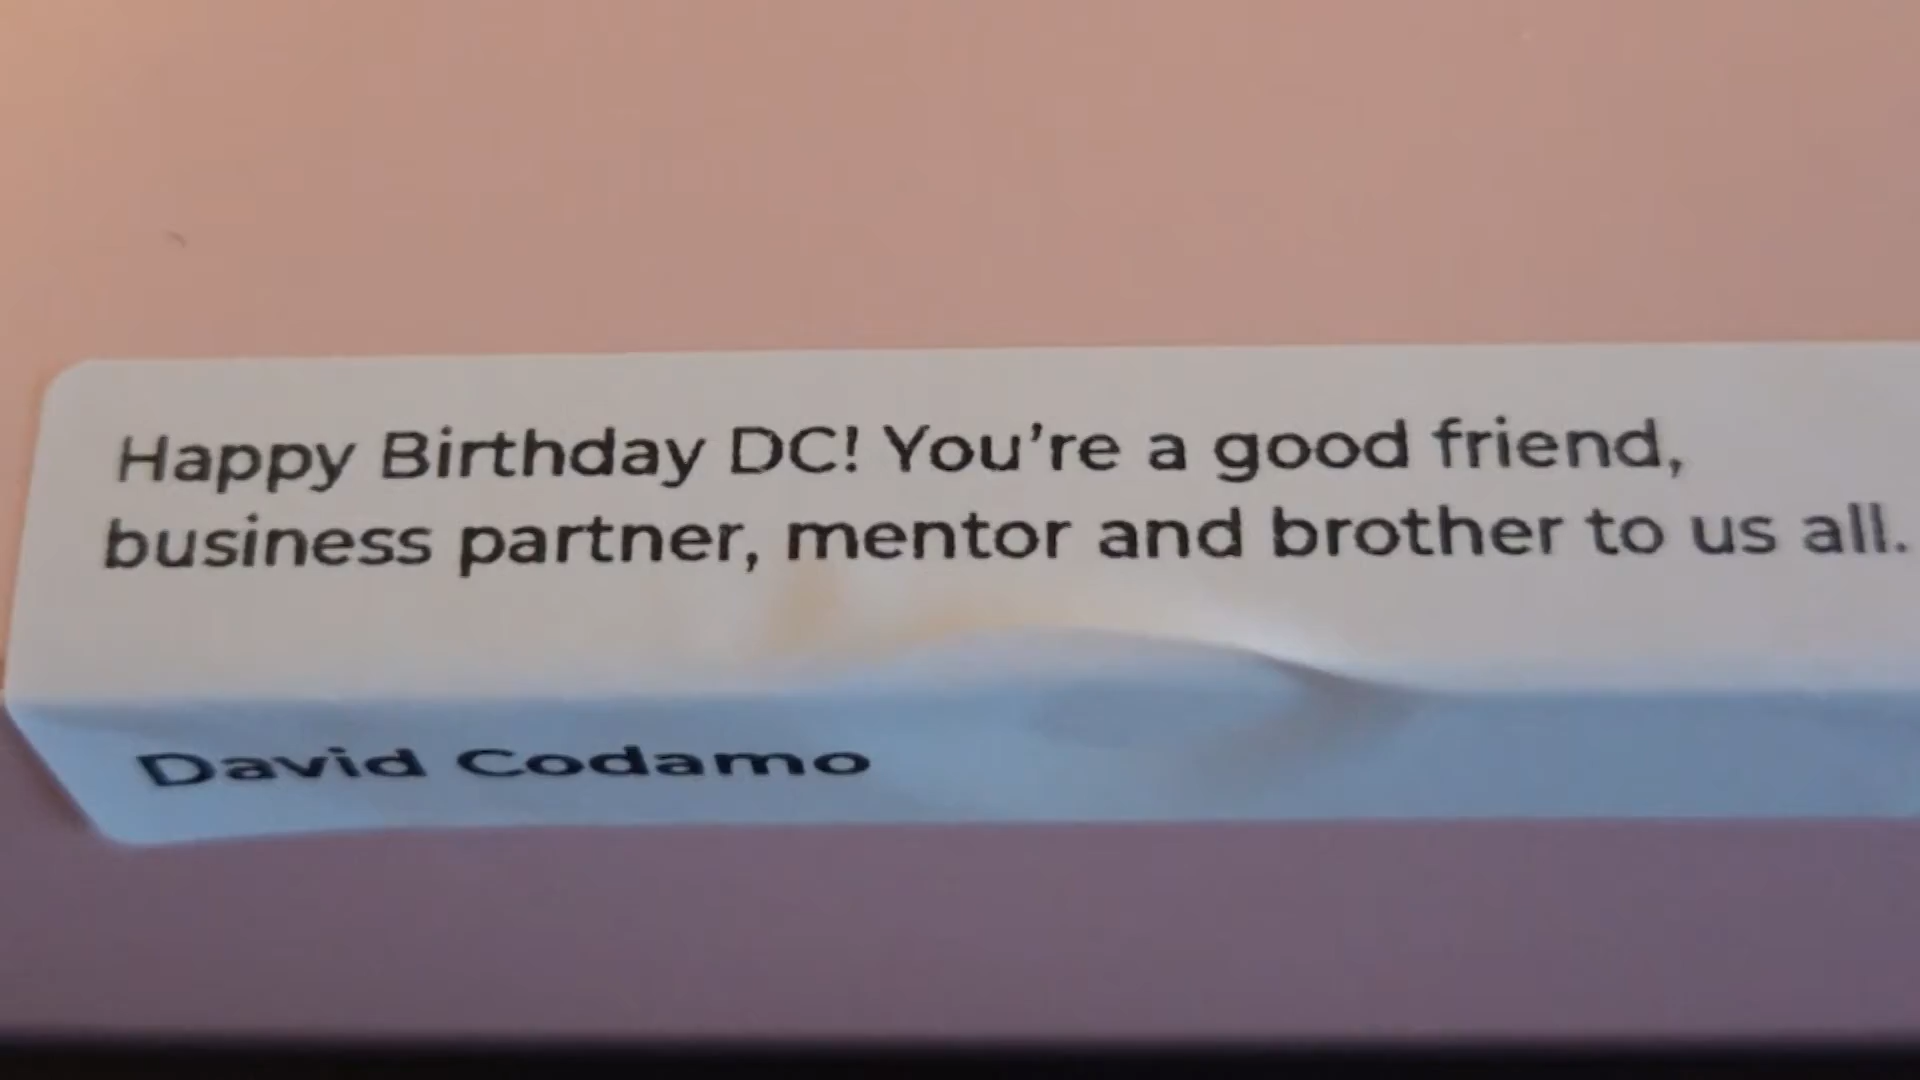 Happy Birthday DC! You're a good friend,
business partner, mentor and brother to us all.
David Codamo